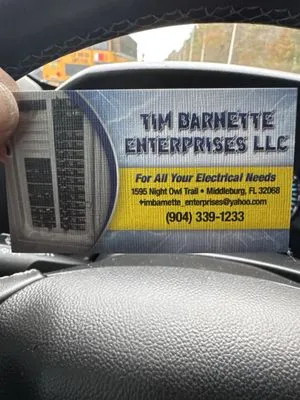 TIM BARNETTE
ENTERPRISES LLC
For All Your Electrical Needs
1595 Night Owl Trail • Middleburg, FL 32068
timbarnette_enterprises@yahoo.com
(904) 339-1233